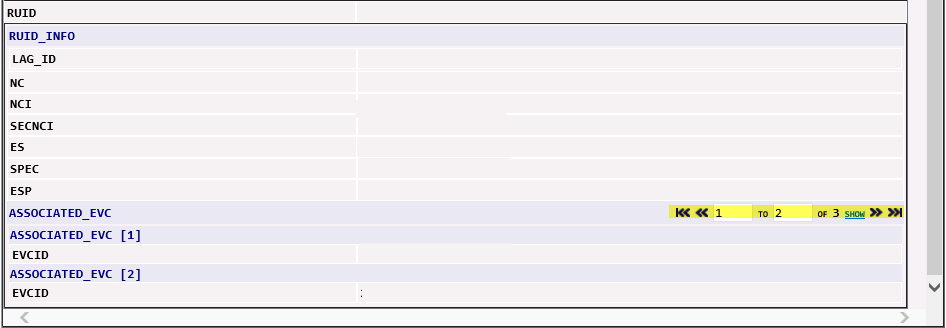 RUID
RUID_INFO
LAG_ID
NC
NCI
SECNCI
ES
SPEC
ESP
ASSOCIATED_EVC 1 TO 2 OF 3 SHOW
ASSOCIATED_EVC [1]
EVCID
ASSOCIATED_EVC [2]
EVCID :